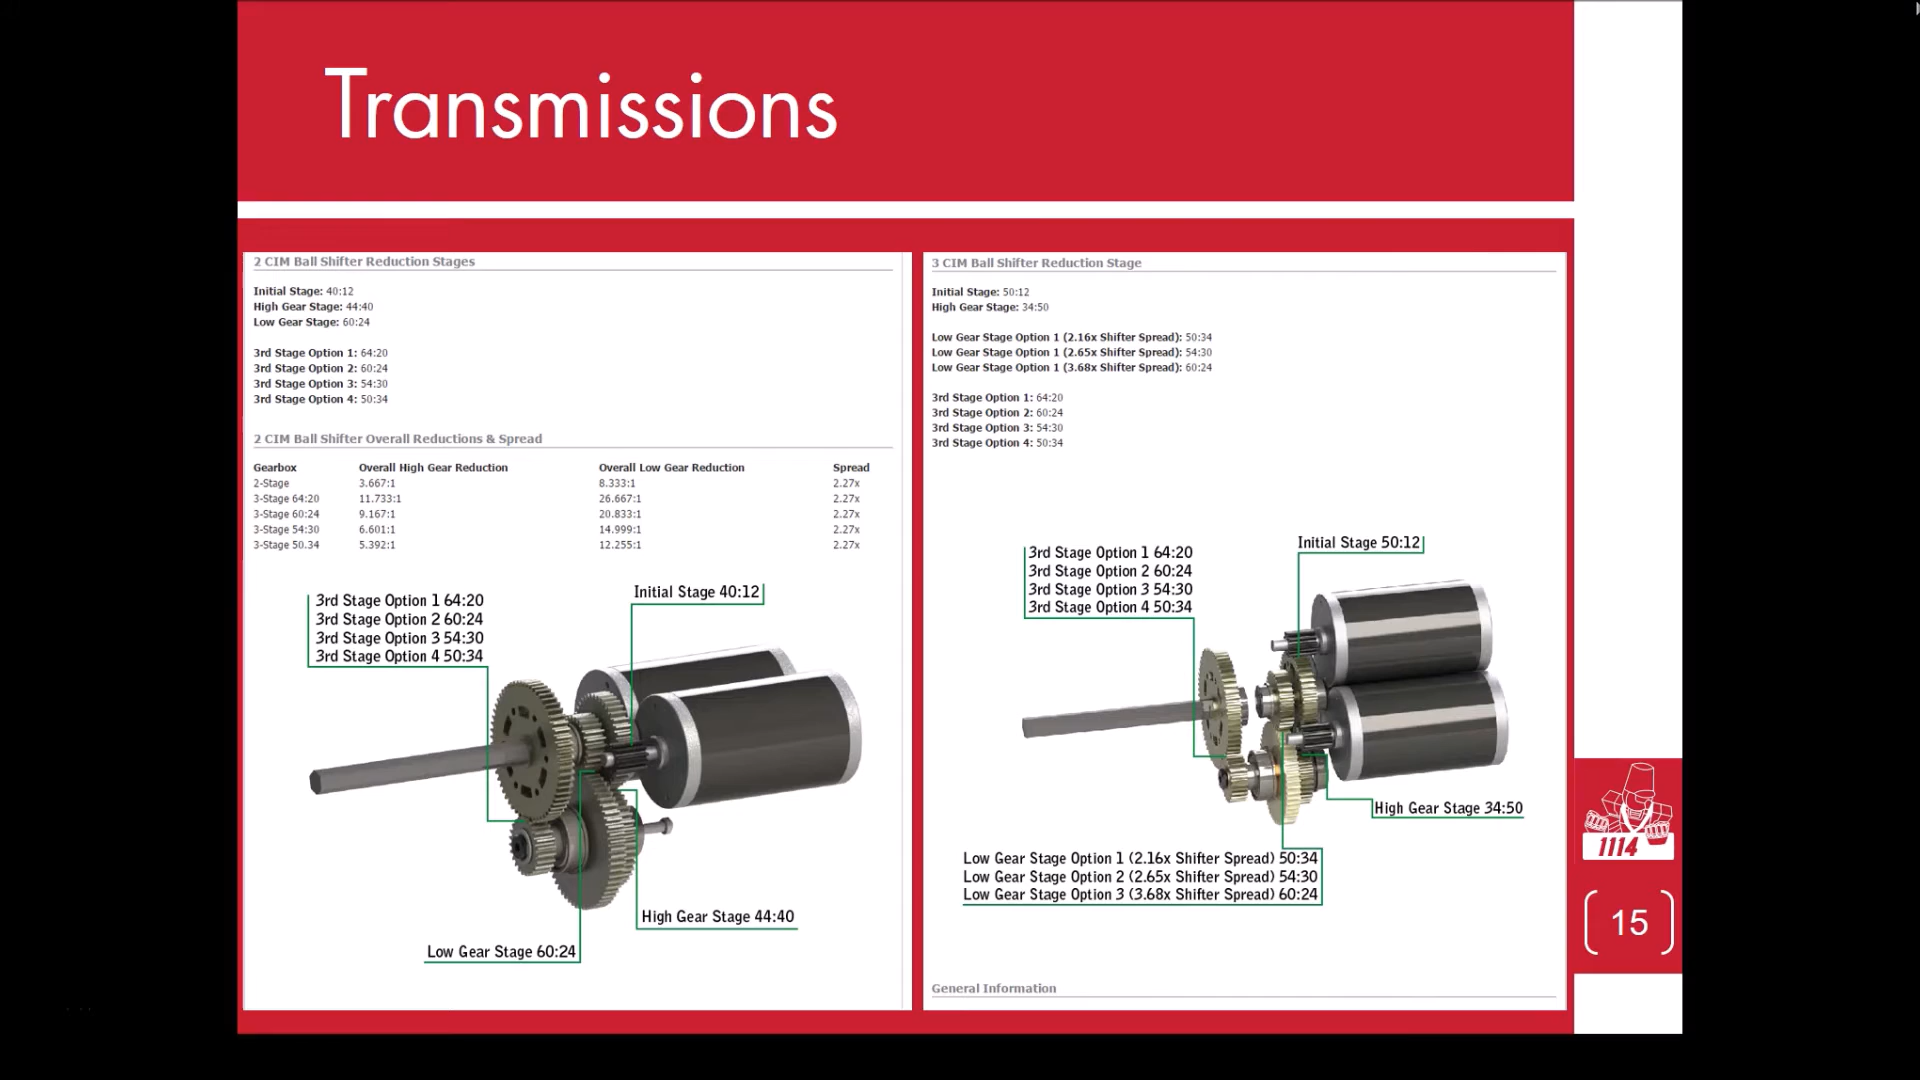 Transmissions
2 CIM Ball Shifter Reduction Stages
Initial Stage: 40:12
High Gear Stage: 44:40
Low Gear Stage: 60:24
3rd Stage Option 1: 64:20
3rd Stage Option 2: 60:24
3rd Stage Option 3: 54:30
3rd Stage Option 4: 50:34
2 CIM Ball Shifter Overall Reductions & Spread
Gearbox Overall High Gear Reduction Overall Low Gear Reduction Spread
2-Stage 3.667:1 8.333:1 2.27x
3-Stage 64:20 11.733:1 26.667:1 2.27x
3-Stage 60:24 9.167:1 20.833:1 2.27x
3-Stage 54:30 6.601:1 14.999:1 2.27x
3-Stage 50.34 5.392:1 12.255:1 2.27x
3rd Stage Option 1 64:20
3rd Stage Option 2 60:24
3rd Stage Option 3 54:30
3rd Stage Option 4 50:34
Initial Stage 40:12
High Gear Stage 44:40
Low Gear Stage 60:24
3 CIM Ball Shifter Reduction Stage
Initial Stage: 50:12
High Gear Stage: 34:50
Low Gear Stage Option 1 (2.16x Shifter Spread): 50:34
Low Gear Stage Option 1 (2.65x Shifter Spread): 54:30
Low Gear Stage Option 1 (3.68x Shifter Spread): 60:24
3rd Stage Option 1: 64:20
3rd Stage Option 2: 60:24
3rd Stage Option 3: 54:30
3rd Stage Option 4: 50:34
Initial Stage 50:12
3rd Stage Option 1 64:20
3rd Stage Option 2 60:24
3rd Stage Option 3 54:30
3rd Stage Option 4 50:34
High Gear Stage 34:50
Low Gear Stage Option 1 (2.16x Shifter Spread) 50:34
Low Gear Stage Option 2 (2.65x Shifter Spread) 54:30
Low Gear Stage Option 3 (3.68x Shifter Spread) 60:24
General Information
1114
15